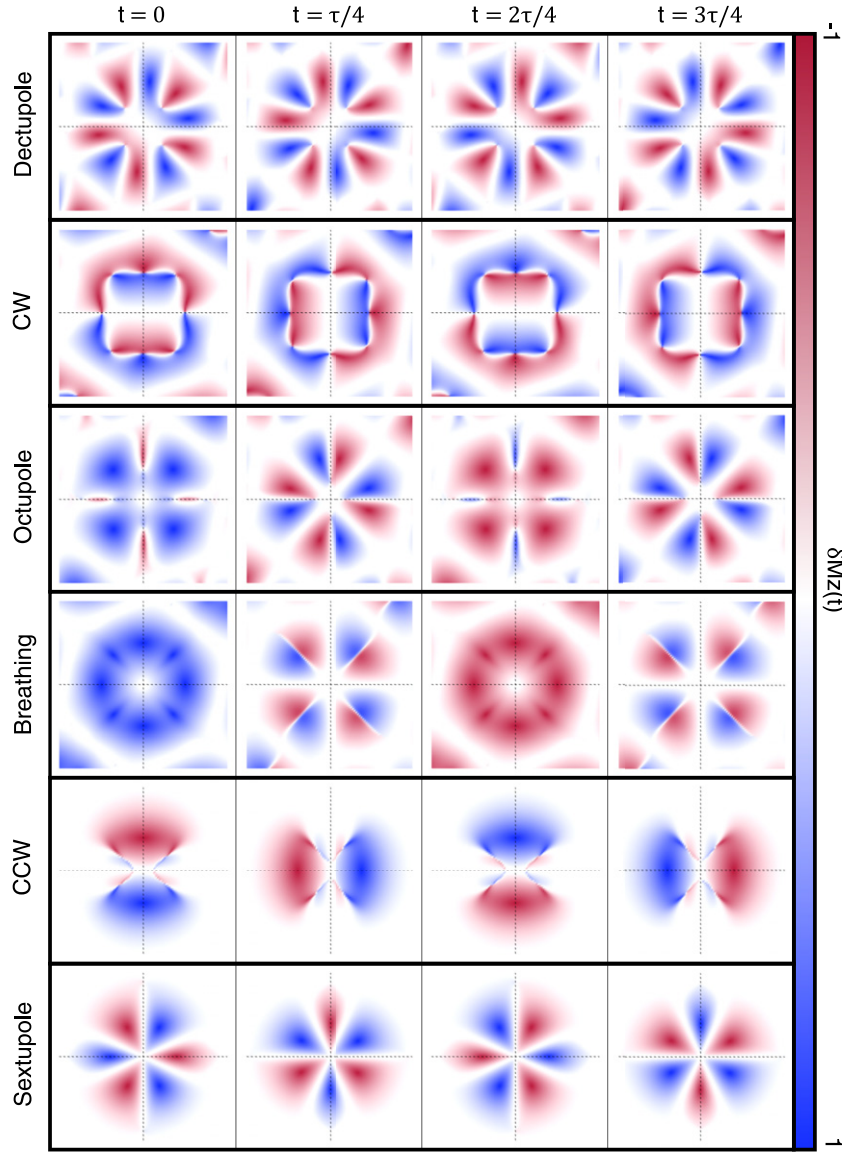 t = 0 t = τ/4 t = 2τ/4 t = 3τ/4
-1
Dectupole
CW
Octupole
δMz(t)
Breathing
CCW
Sextupole
1